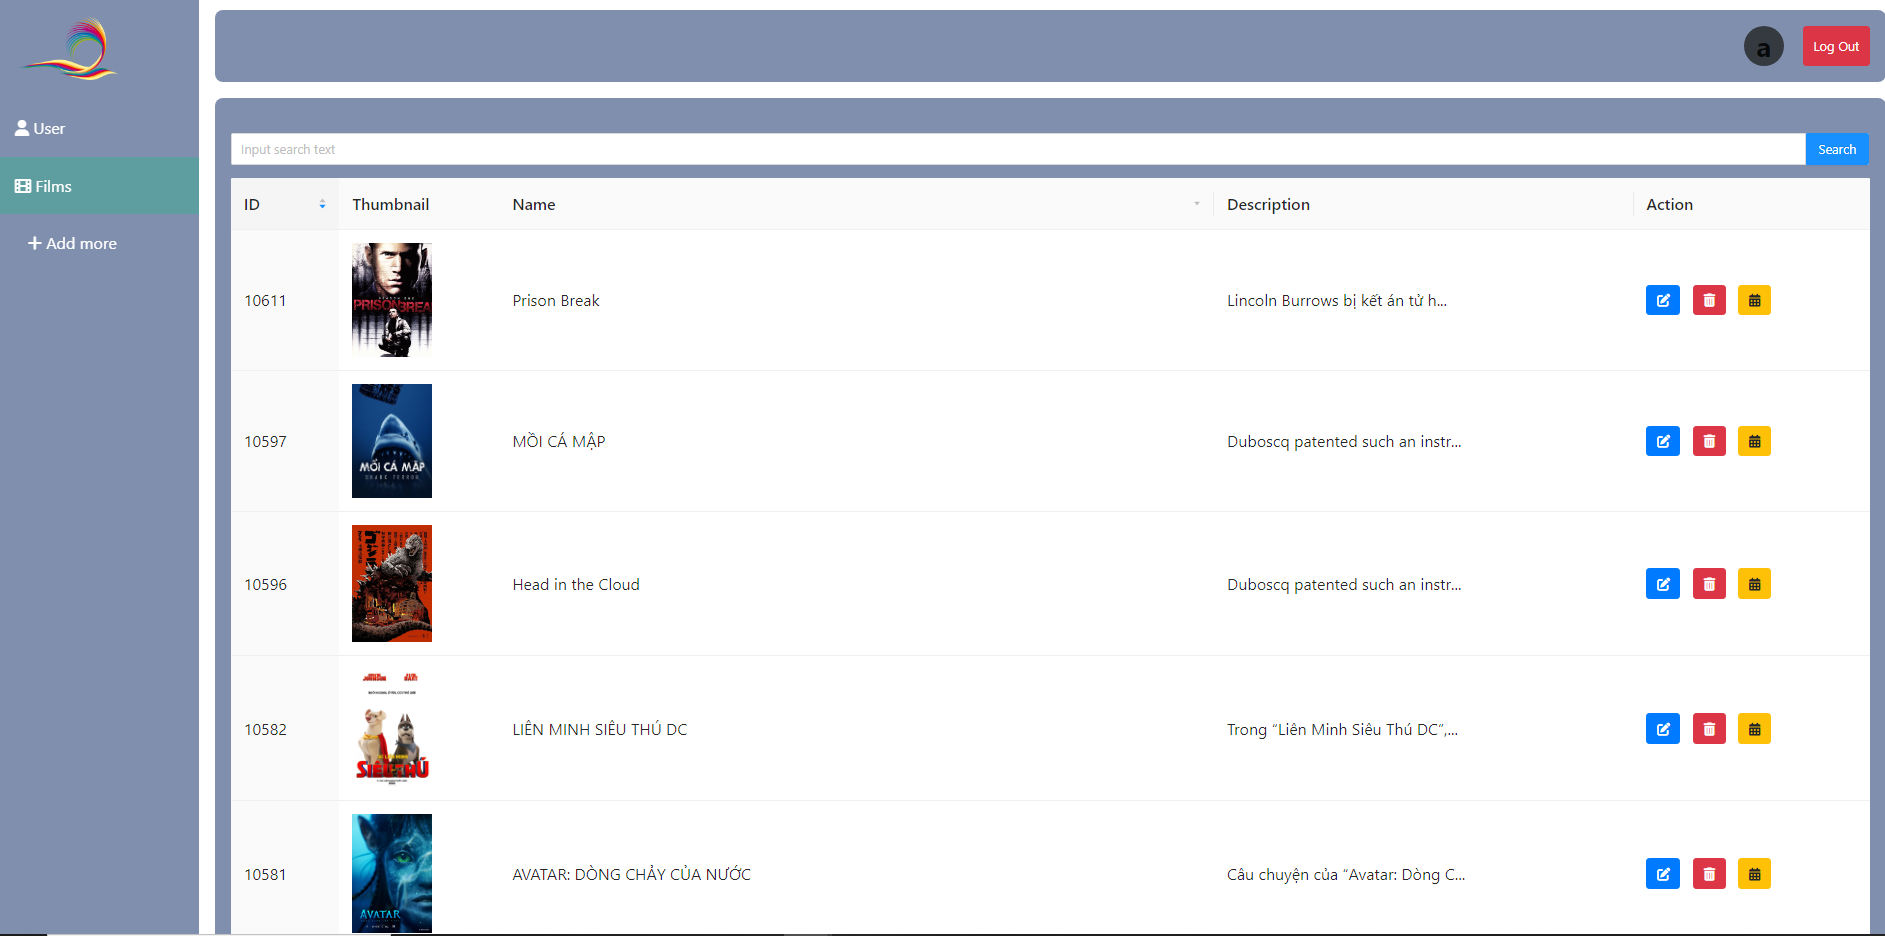 a
Log Out
User
Films
Add more
Input search text
Search
ID Thumbnail Name Description Action
10611 Prison Break Lincoln Burrows bị kết án tử h...
PRISON BREA
10597 MỒI CÁ MẬP Duboscq patented such an instr...
MỒI CÁ MẬP
SHARK TERROR
10596 Head in the Cloud Duboscq patented such an instr...
10582 LIÊN MINH SIÊU THÚ DC Trong “Liên Minh Siêu Thú DC”,...
SIÊU THÚ
10581 AVATAR: DÒNG CHẢY CỦA NƯỚC Câu chuyện của “Avatar: Dòng C...
AVATAR